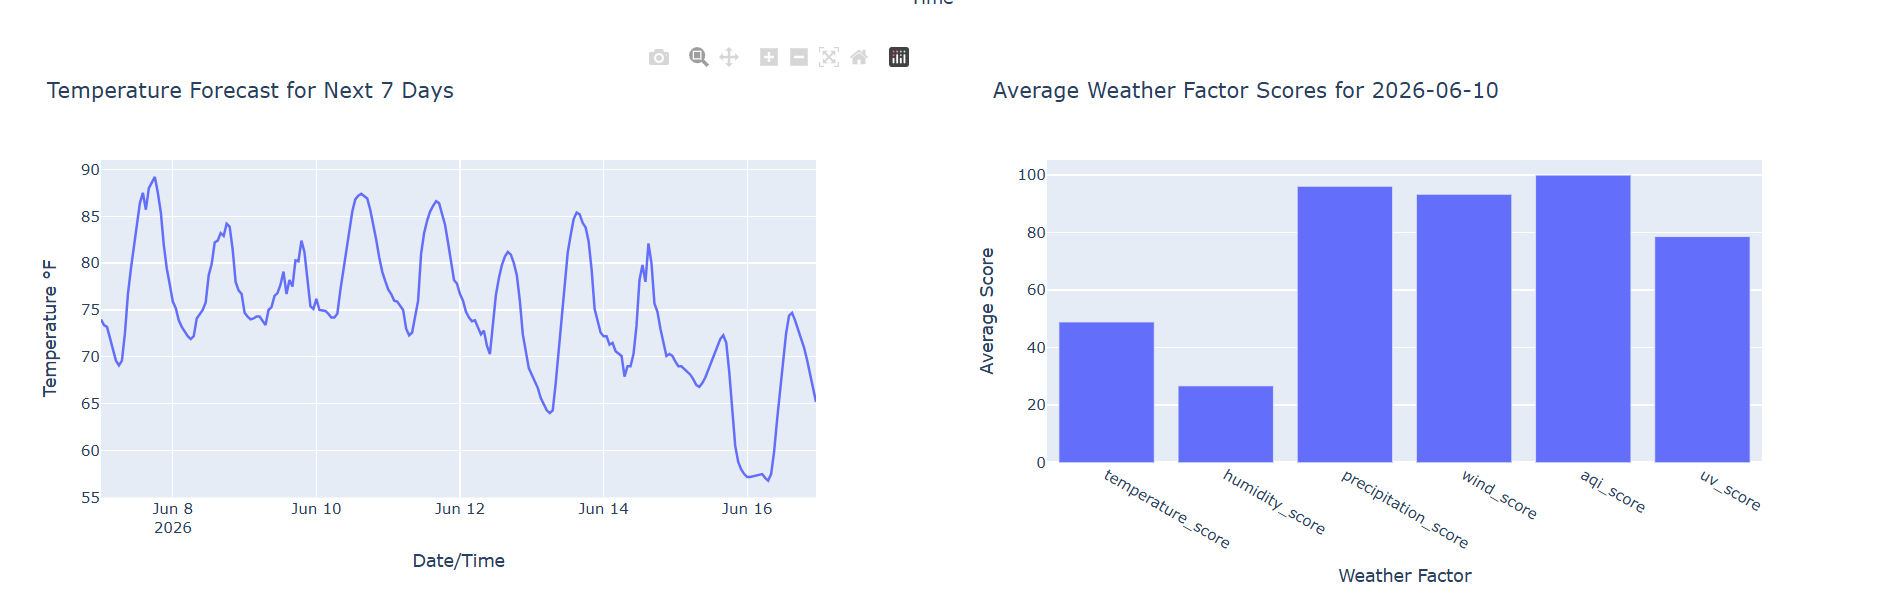 Time
Temperature Forecast for Next 7 Days
90
85
80
75
70
65
60
55
Temperature °F
Jun 8
2026
Jun 10
Jun 12
Jun 14
Jun 16
Date/Time
Average Weather Factor Scores for 2026-06-10
100
80
60
40
20
0
Average Score
temperature_score
humidity_score
precipitation_score
wind_score
aqi_score
uv_score
Weather Factor